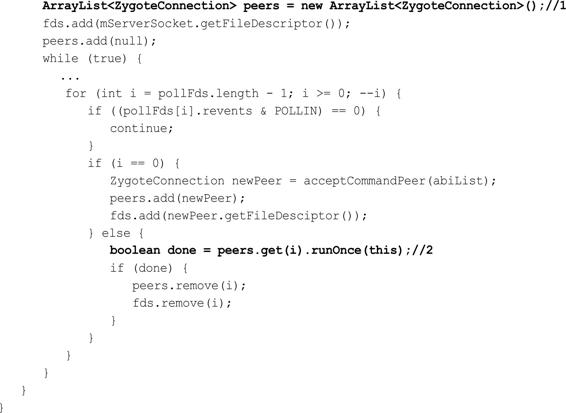 ArrayList<ZygoteConnection> peers = new ArrayList<ZygoteConnection>();//1
fds.add(mServerSocket.getFileDescriptor());
peers.add(null);
while (true) {
...
for (int i = pollFds.length - 1; i >= 0; --i) {
if ((pollFds[i].revents & POLLIN) == 0) {
continue;
}
if (i == 0) {
ZygoteConnection newPeer = acceptCommandPeer(abiList);
peers.add(newPeer);
fds.add(newPeer.getFileDesciptor());
} else {
boolean done = peers.get(i).runOnce(this);//2
if (done) {
peers.remove(i);
fds.remove(i);
}
}
}
}
}
}